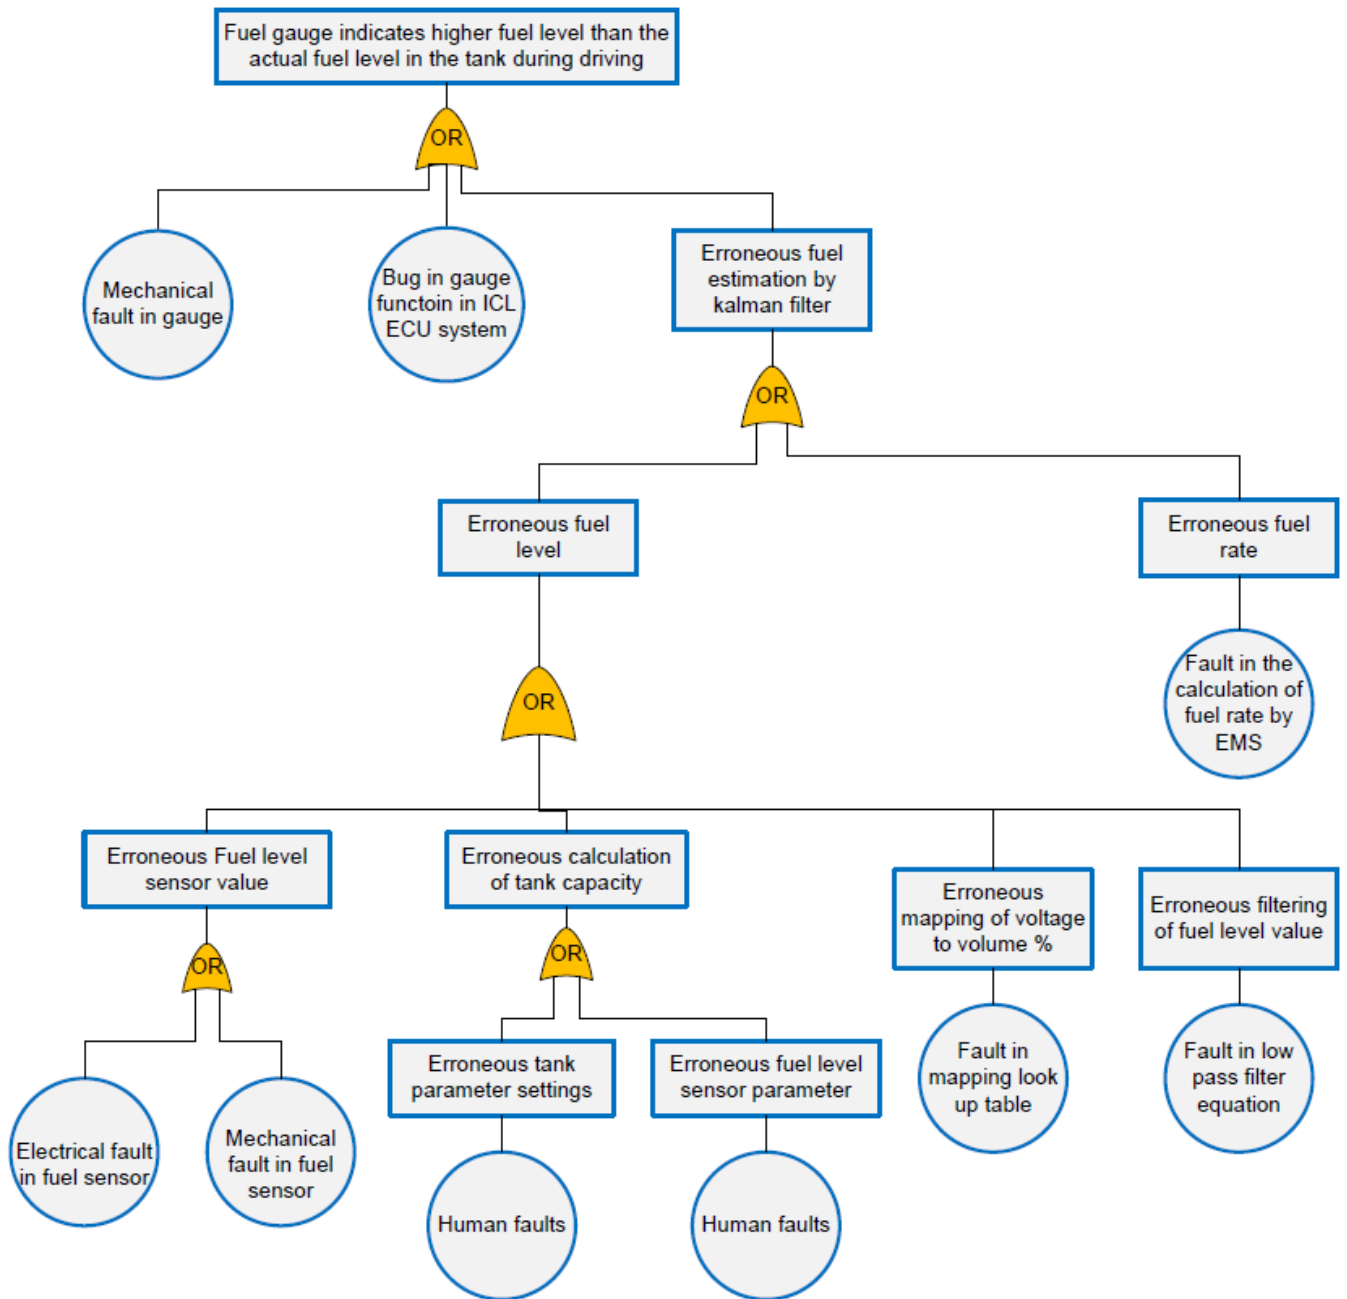 Fuel gauge indicates higher fuel level than the
actual fuel level in the tank during driving
OR
Mechanical
fault in gauge
Bug in gauge
functoin in ICL
ECU system
Erroneous fuel
estimation by
kalman filter
OR
Erroneous fuel
level
Erroneous fuel
rate
OR
Fault in the
calculation of
fuel rate by
EMS
Erroneous Fuel level
sensor value
Erroneous calculation
of tank capacity
Erroneous
mapping of voltage
to volume %
Erroneous filtering
of fuel level value
OR
OR
Erroneous tank
parameter settings
Erroneous fuel level
sensor parameter
Fault in
mapping look
up table
Fault in low
pass filter
equation
Electrical fault
in fuel sensor
Mechanical
fault in fuel
sensor
Human faults
Human faults